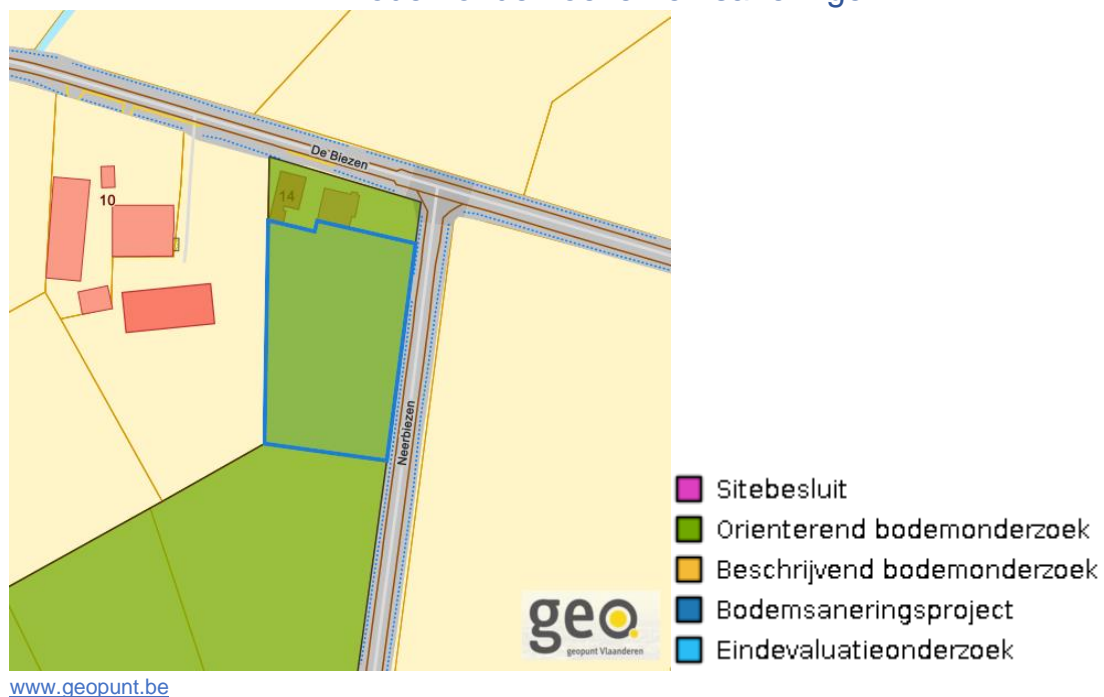 De Biezen
14
10
Neerbiezen
Sitebesluit
Orienterend bodemonderzoek
Beschrijvend bodemonderzoek
Bodemsaneringsproject
Eindevaluatieonderzoek
geo
geopunt Vlaanderen
www.geopunt.be